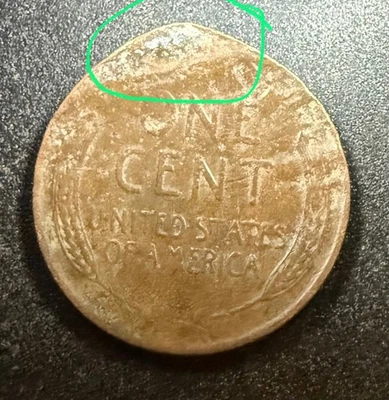 ONE
CENT
UNITED STATES
OF AMERICA